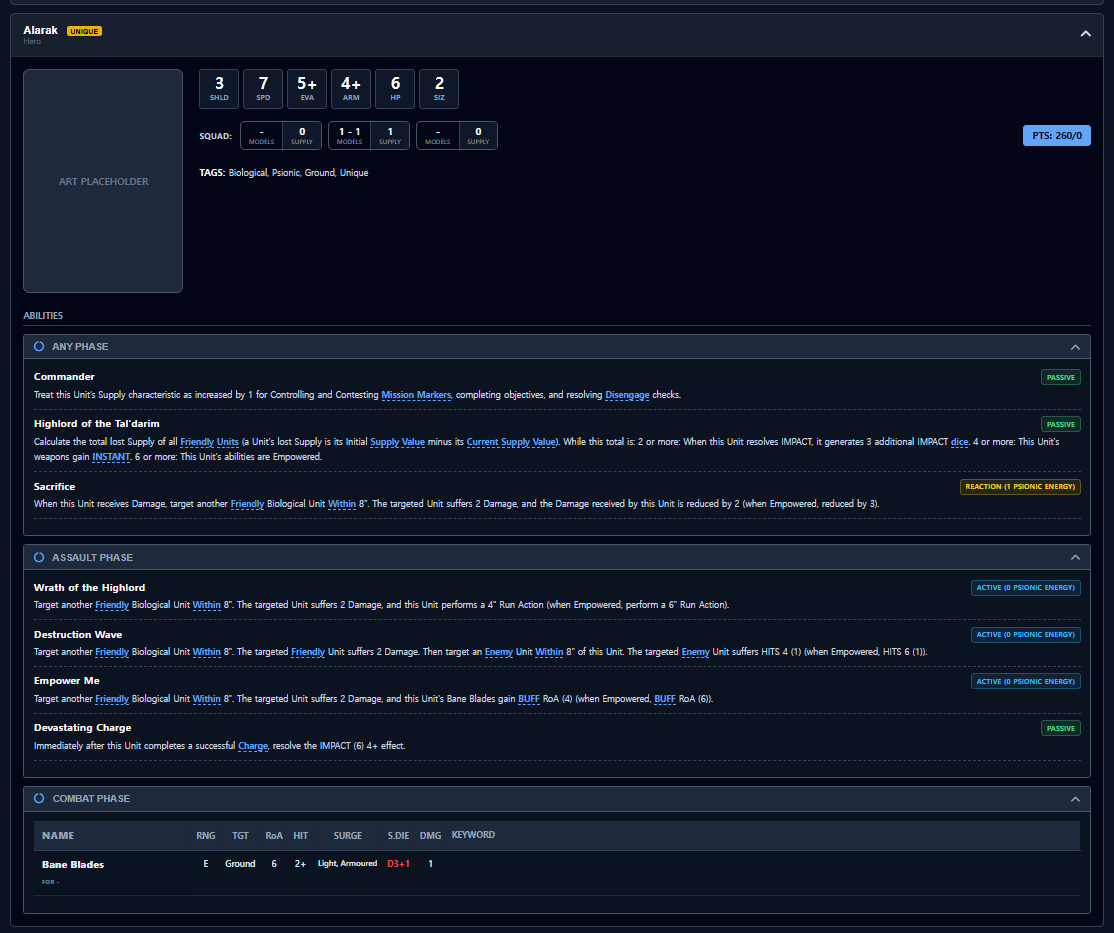 Alarak UNIQUE
Hero
ART PLACEHOLDER
3 7 5+ 4+ 6 2
SHLD SPD EVA ARM HP SIZ
SQUAD: - 0 1 - 1 1 - 0
MODELS SUPPLY MODELS SUPPLY MODELS SUPPLY
PTS: 260/0
TAGS: Biological, Psionic, Ground, Unique
ABILITIES
ANY PHASE
Commander PASSIVE
Treat this Unit's Supply characteristic as increased by 1 for Controlling and Contesting Mission Markers, completing objectives, and resolving Disengage checks.
Highlord of the Tal'darim PASSIVE
Calculate the total lost Supply of all Friendly Units (a Unit's lost Supply is its Initial Supply Value minus its Current Supply Value). While this total is: 2 or more: When this Unit resolves IMPACT, it generates 3 additional IMPACT dice. 4 or more: This Unit's
weapons gain INSTANT. 6 or more: This Unit's abilities are Empowered.
Sacrifice REACTION (1 PSIONIC ENERGY)
When this Unit receives Damage, target another Friendly Biological Unit Within 8". The targeted Unit suffers 2 Damage, and the Damage received by this Unit is reduced by 2 (when Empowered, reduced by 3).
ASSAULT PHASE
Wrath of the Highlord ACTIVE (0 PSIONIC ENERGY)
Target another Friendly Biological Unit Within 8". The targeted Unit suffers 2 Damage, and this Unit performs a 4" Run Action (when Empowered, perform a 6" Run Action).
Destruction Wave ACTIVE (0 PSIONIC ENERGY)
Target another Friendly Biological Unit Within 8". The targeted Friendly Unit suffers 2 Damage. Then target an Enemy Unit Within 8" of this Unit. The targeted Enemy Unit suffers HITS 4 (1) (when Empowered, HITS 6 (1)).
Empower Me ACTIVE (0 PSIONIC ENERGY)
Target another Friendly Biological Unit Within 8". The targeted Unit suffers 2 Damage, and this Unit's Bane Blades gain BUFF RoA (4) (when Empowered, BUFF RoA (6)).
Devastating Charge PASSIVE
Immediately after this Unit completes a successful Charge, resolve the IMPACT (6) 4+ effect.
COMBAT PHASE
NAME RNG TGT RoA HIT SURGE S.DIE DMG KEYWORD
Bane Blades E Ground 6 2+ Light, Armoured D3+1 1
FOR -